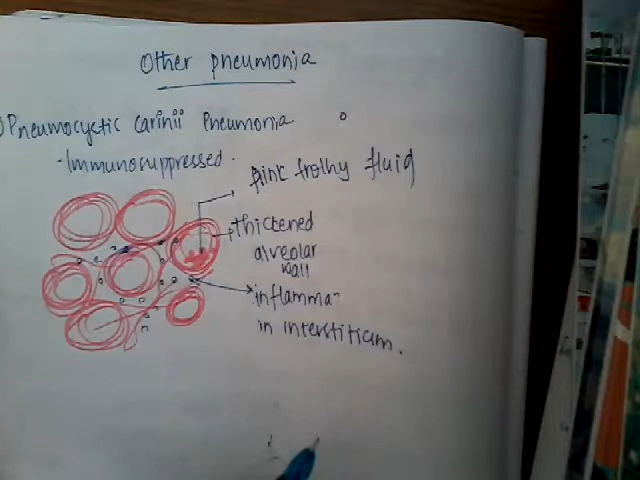 Other pneumonia
Pneumocystic Carinii Pneumonia
- Immunosuppressed.
pink frothy fluid
thickened
alveolar
wall
inflamma-
in interstitium.